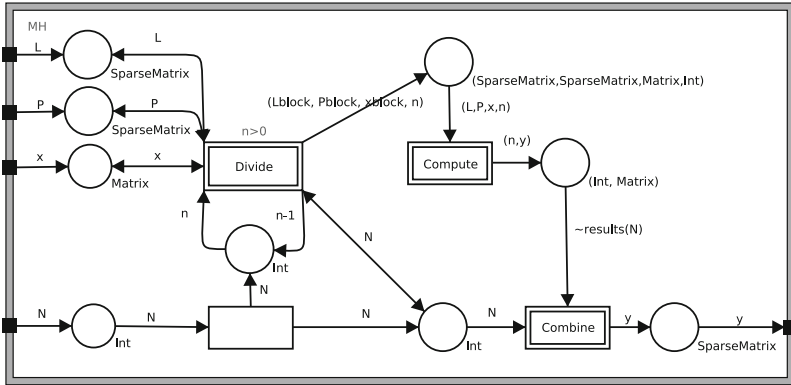 MH
L
L
SparseMatrix
(SparseMatrix,SparseMatrix,Matrix,Int)
P
P
(Lblock, Pblock, xblock, n)
(L,P,x,n)
SparseMatrix
n>0
x
x
Divide
Compute
(n,y)
Matrix
(Int, Matrix)
n
n-1
N
~results(N)
Int
N
N
N
N
N
Combine
y
y
Int
Int
SparseMatrix